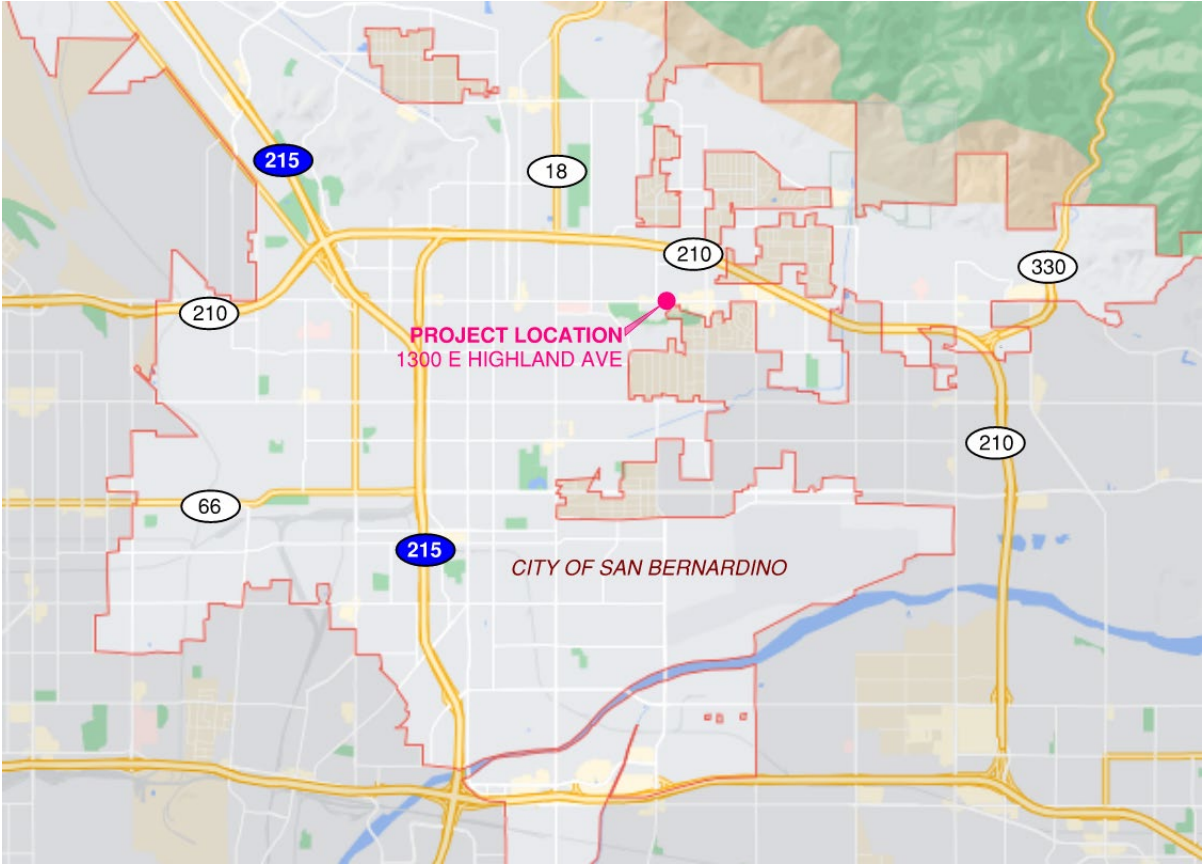 215
18
210
330
210
PROJECT LOCATION
1300 E HIGHLAND AVE
210
66
215
CITY OF SAN BERNARDINO